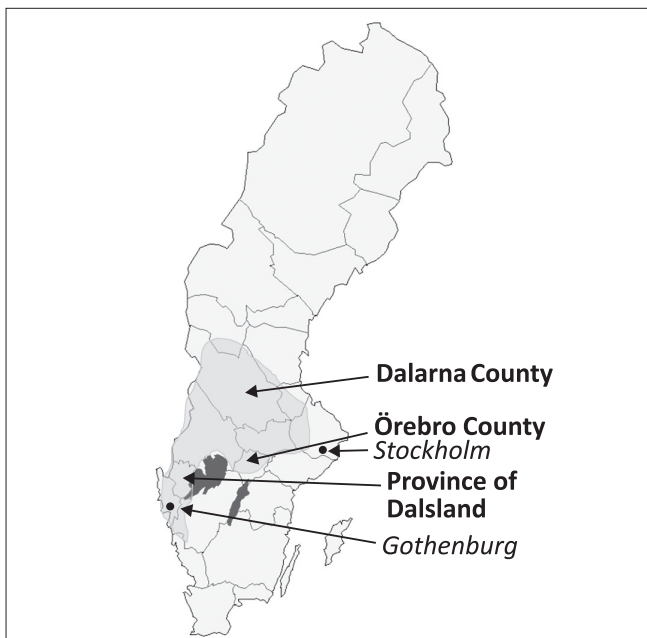 Dalarna County
Örebro County
Stockholm
Province of
Dalsland
Gothenburg